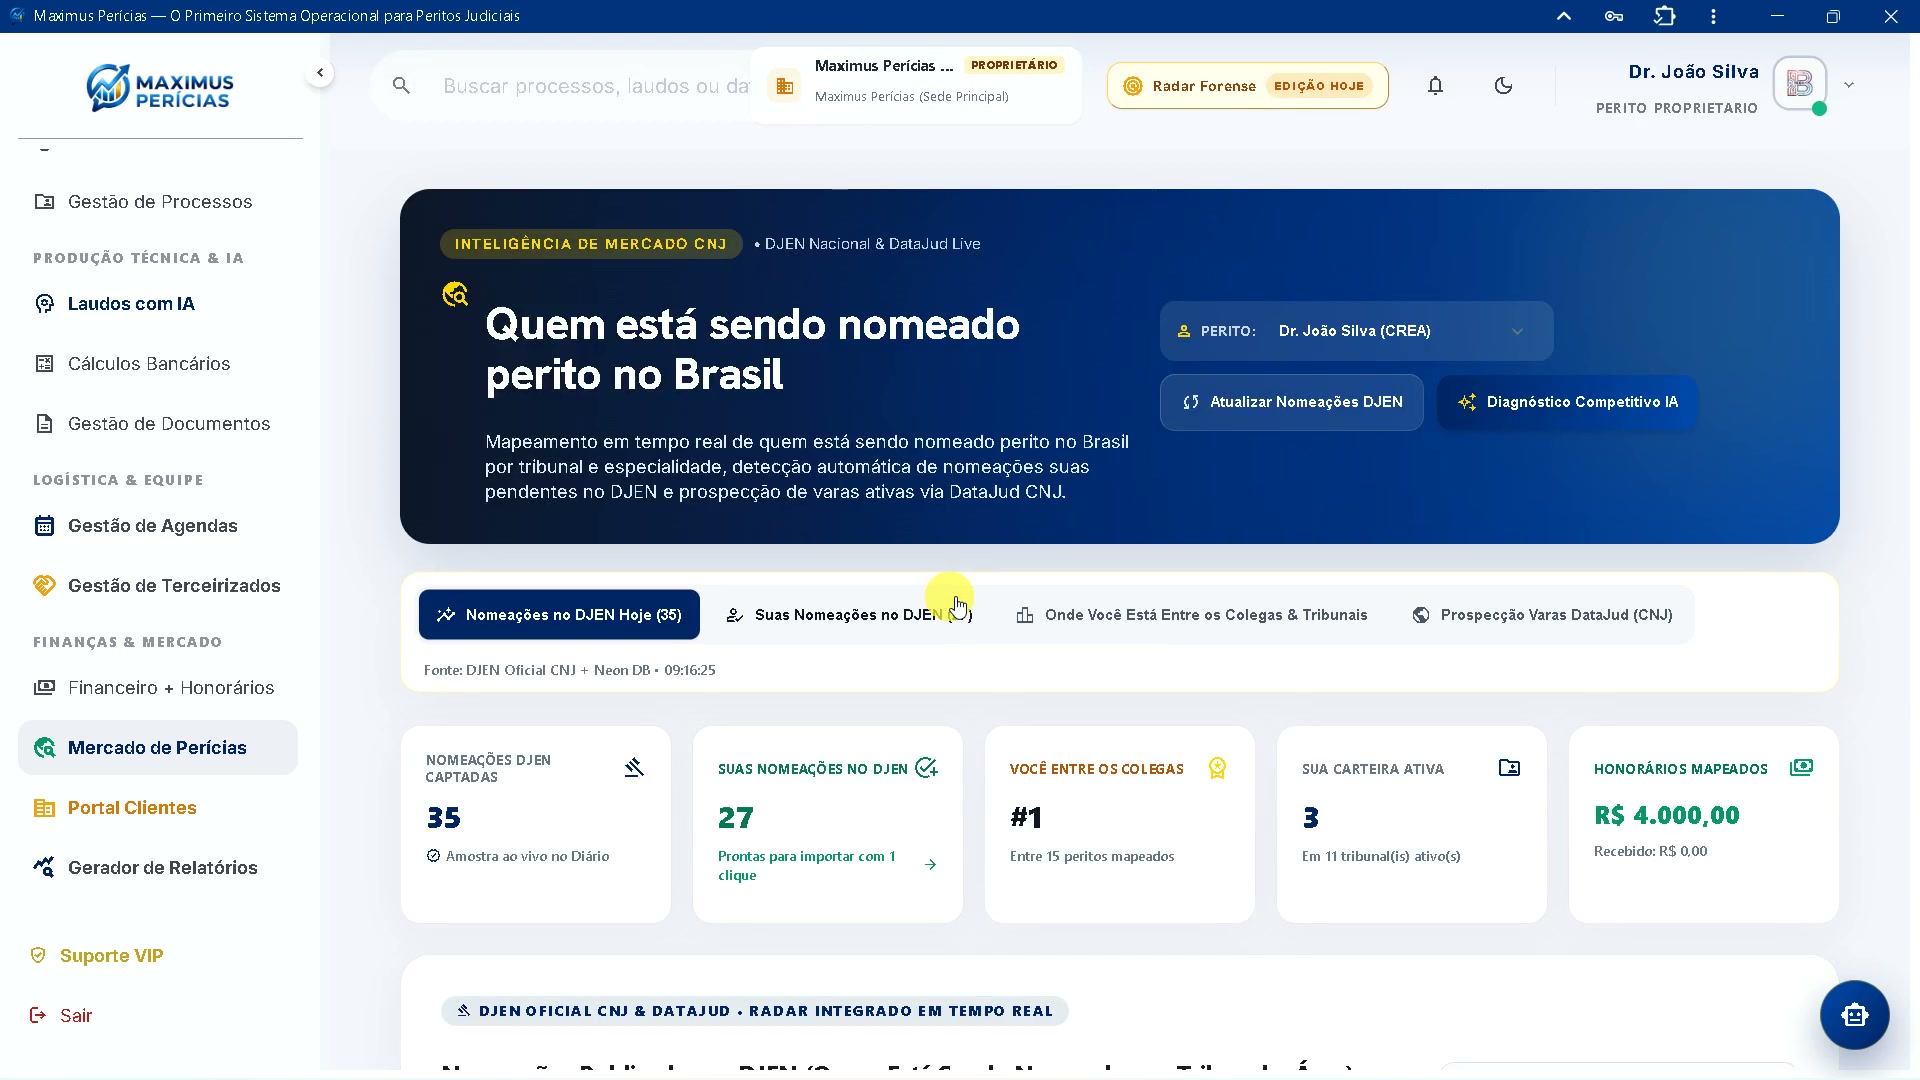 Maximus Perícias — O Primeiro Sistema Operacional para Peritos Judiciais
MAXIMUS
PERÍCIAS
Gestão de Processos
PRODUÇÃO TÉCNICA & IA
Laudos com IA
Cálculos Bancários
Gestão de Documentos
LOGÍSTICA & EQUIPE
Gestão de Agendas
Gestão de Terceirizados
FINANÇAS & MERCADO
Financeiro + Honorários
Mercado de Perícias
Portal Clientes
Gerador de Relatórios
Suporte VIP
Sair
Buscar processos, laudos ou da
Maximus Perícias ... PROPRIETÁRIO
Maximus Perícias (Sede Principal)
Radar Forense EDIÇÃO HOJE
Dr. João Silva
PERITO PROPRIETARIO
INTELIGÊNCIA DE MERCADO CNJ • DJEN Nacional & DataJud Live
Quem está sendo nomeado
perito no Brasil
Mapeamento em tempo real de quem está sendo nomeado perito no Brasil
por tribunal e especialidade, detecção automática de nomeações suas
pendentes no DJEN e prospecção de varas ativas via DataJud CNJ.
PERITO: Dr. João Silva (CREA)
Atualizar Nomeações DJEN
Diagnóstico Competitivo IA
Nomeações no DJEN Hoje (35)
Suas Nomeações no DJEN
Onde Você Está Entre os Colegas & Tribunais
Prospecção Varas DataJud (CNJ)
Fonte: DJEN Oficial CNJ + Neon DB • 09:16:25
NOMEAÇÕES DJEN
CAPTADAS
35
Amostra ao vivo no Diário
SUAS NOMEAÇÕES NO DJEN
27
Prontas para importar com 1
clique
VOCÊ ENTRE OS COLEGAS
#1
Entre 15 peritos mapeados
SUA CARTEIRA ATIVA
3
Em 11 tribunal(is) ativo(s)
HONORÁRIOS MAPEADOS
R$ 4.000,00
Recebido: R$ 0,00
DJEN OFICIAL CNJ & DATAJUD • RADAR INTEGRADO EM TEMPO REAL